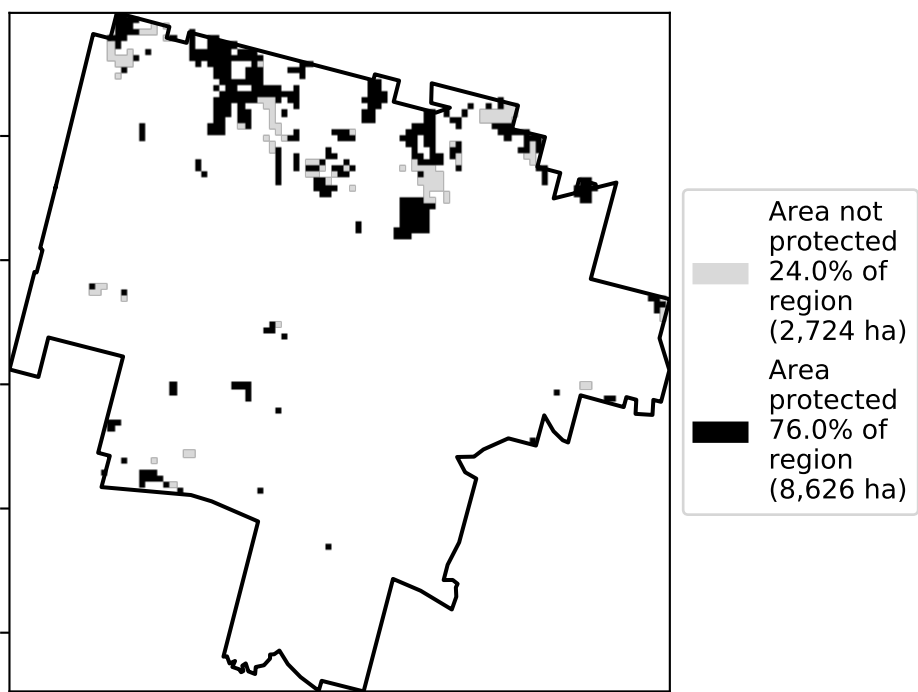 Area not
protected
24.0% of
region
(2,724 ha)
Area
protected
76.0% of
region
(8,626 ha)